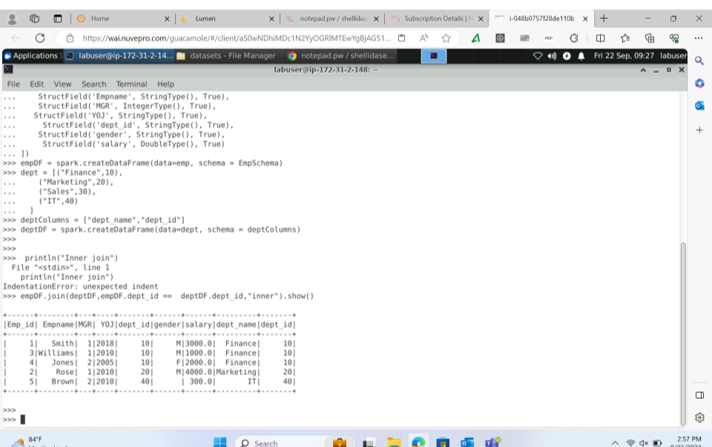 Home
Lumen
notepad.pw / shellida
Subscription Details |
i-048b0757f28de110b
https://wai.nuvepro.com/guacamole/#/client/aS0wNDhiMDc1N2YyOGRlMTEwYgBjAG51...
Applications
labuser@ip-172-31-2-14...
datasets - File Manager
notepad.pw / shellidase...
Fri 22 Sep, 09:27
labuser
labuser@ip-172-31-2-148: ~
File Edit View Search Terminal Help
... StructField('Empname', StringType(), True),
... StructField('MGR', IntegerType(), True),
... StructField('YOJ', StringType(), True),
... StructField('dept_id', StringType(), True),
... StructField('gender', StringType(), True),
... StructField('salary', DoubleType(), True)
... ])
>>> empDF = spark.createDataFrame(data=emp, schema = EmpSchema)
>>> dept = [("Finance",10),
... ("Marketing",20),
... ("Sales",30),
... ("IT",40)
... ]
>>> deptColumns = ["dept_name","dept_id"]
>>> deptDF = spark.createDataFrame(data=dept, schema = deptColumns)
>>>
>>>
>>>  println("Inner join")
File "<stdin>", line 1
println("Inner join")
IndentationError: unexpected indent
>>> empDF.join(deptDF,empDF.dept_id ==  deptDF.dept_id,"inner").show()
+------+--------+---+----+-------+------+------+---------+-------+
|Emp_id| Empname|MGR| YOJ|dept_id|gender|salary|dept_name|dept_id|
+------+--------+---+----+-------+------+------+---------+-------+
|     1|   Smith|  1|2018|     10|     M|3000.0|  Finance|     10|
|     3|Williams|  1|2010|     10|     M|1000.0|  Finance|     10|
|     4|   Jones|  2|2005|     10|     F|2000.0|  Finance|     10|
|     2|    Rose|  1|2010|     20|     M|4000.0|Marketing|     20|
|     5|   Brown|  2|2010|     40|      | 300.0|       IT|     40|
+------+--------+---+----+-------+------+------+---------+-------+
>>>
>>>
84°F
Search
2:57 PM